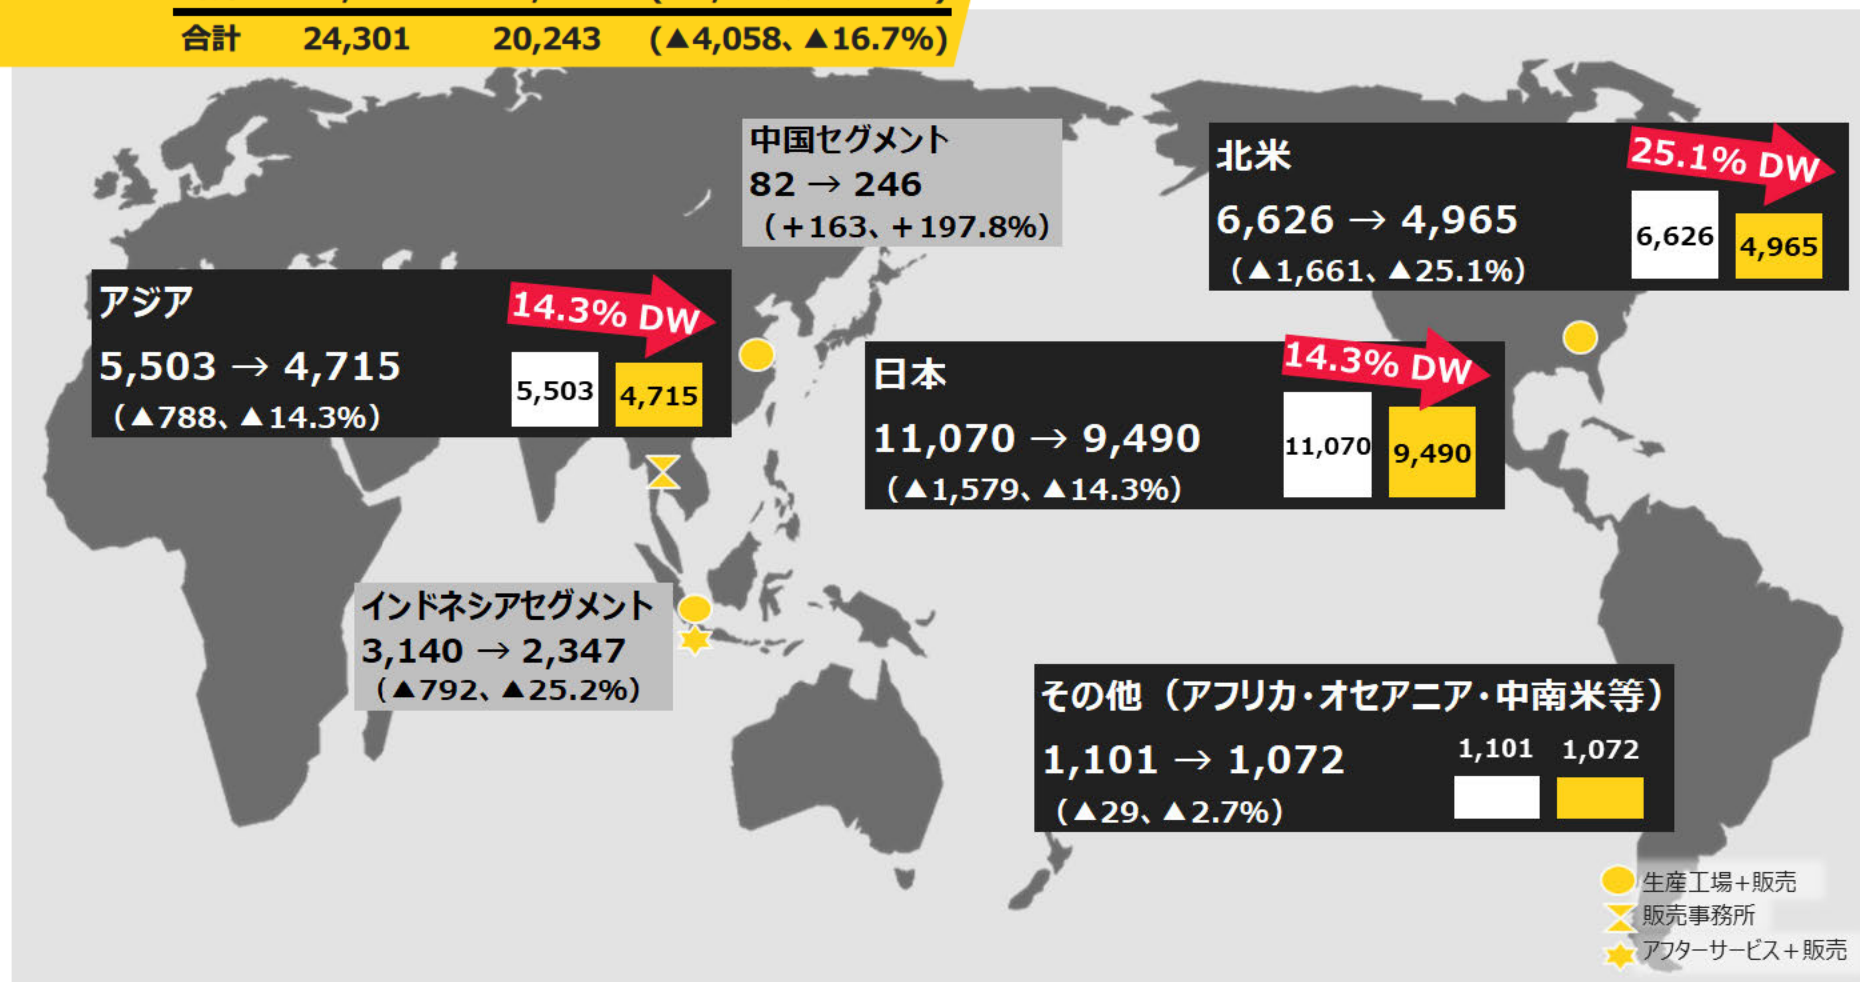 合計 24,301 20,243 (▲4,058、▲16.7%)
中国セグメント
82 → 246
(+163、+197.8%)
北米
6,626 → 4,965
(▲1,661、▲25.1%)
25.1% DW
6,626 4,965
アジア
5,503 → 4,715
(▲788、▲14.3%)
14.3% DW
5,503 4,715
日本
11,070 → 9,490
(▲1,579、▲14.3%)
14.3% DW
11,070 9,490
インドネシアセグメント
3,140 → 2,347
(▲792、▲25.2%)
その他(アフリカ・オセアニア・中南米等)
1,101 → 1,072
(▲29、▲2.7%)
1,101 1,072
生産工場+販売
販売事務所
アフターサービス+販売